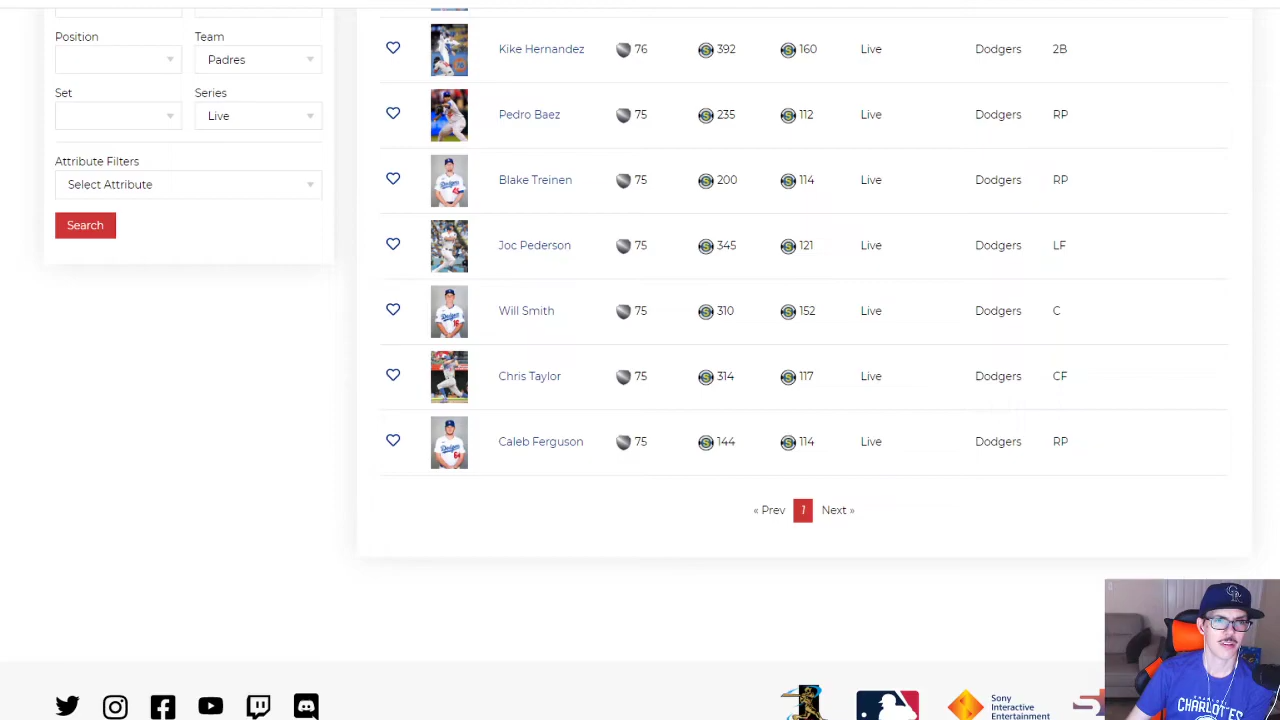 Position
Team
Padres
Set
Series
Live
Attribute Filters
Select Attribute
Search
Kike Hernandez 76 392 160 Live Dodgers 2B
Pedro Baez 75 235 112 Live Dodgers RP
Blake Treinen 75 200 114 Live Dodgers RP
Joc Pederson 75 345 121 Live Dodgers LF
Will Smith 75 310 152 Live Dodgers C
Chris Taylor 75 314 117 Live Dodgers CF
Caleb Ferguson 75 144 114 Live Dodgers RP
« Prev 1 Next »
Sony
Interactive
Entertainment